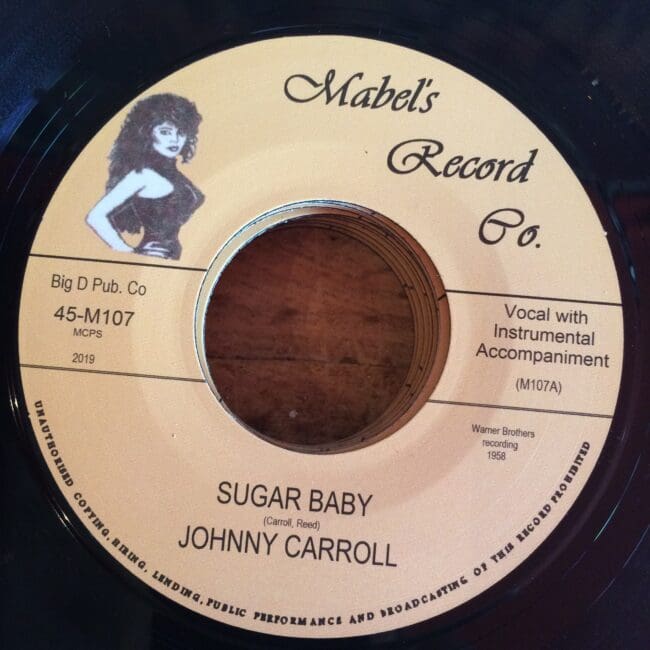 Mabel's
Record
Co.
Big D Pub. Co
45-M107
MCPS
2019
Vocal with
Instrumental
Accompaniment
(M107A)
Warner Brothers
recording
1958
SUGAR BABY
(Carroll, Reed)
JOHNNY CARROLL
UNAUTHORISED COPYING, HIRING, LENDING, PUBLIC PERFORMANCE AND BROADCASTING OF THIS RECORD PROHIBITED